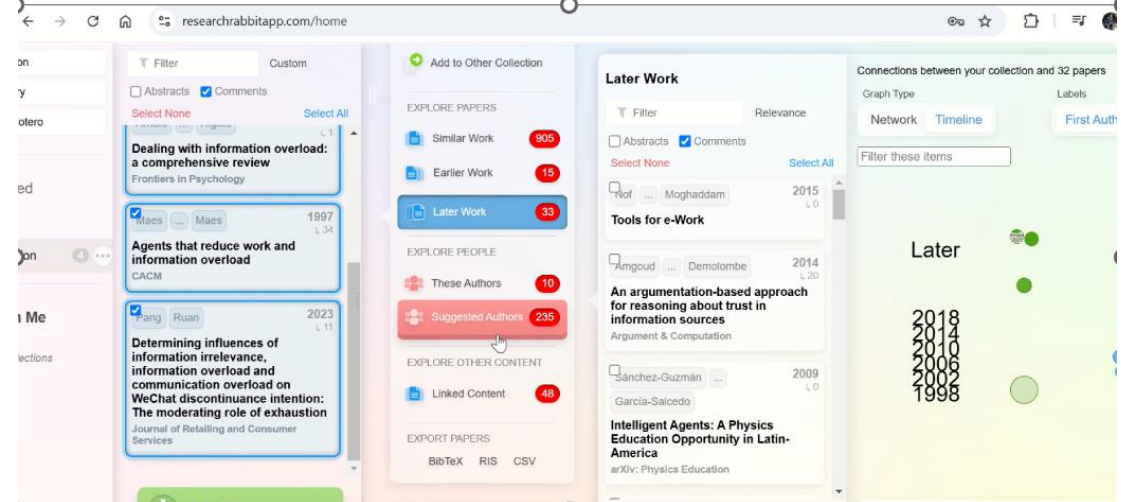 researchrabbitapp.com/home
on
y
otero
ed
on
4
n Me
lections
Filter
Custom
Abstracts
Comments
Select None
Select All
1
Dealing with information overload:
a comprehensive review
Frontiers in Psychology
Maes ... Maes
1997
34
Agents that reduce work and
information overload
CACM
Pang Ruan
2023
11
Determining influences of
information irrelevance,
information overload and
communication overload on
WeChat discontinuance intention:
The moderating role of exhaustion
Journal of Retailing and Consumer
Services
Add to Other Collection
EXPLORE PAPERS
Similar Work 905
Earlier Work 15
Later Work 33
EXPLORE PEOPLE
These Authors 10
Suggested Authors 235
EXPLORE OTHER CONTENT
Linked Content 48
EXPORT PAPERS
BibTeX RIS CSV
Later Work
Filter
Relevance
Abstracts
Comments
Select None
Select All
Nof ... Moghaddam
2015
0
Tools for e-Work
Amgoud ... Demolombe
2014
20
An argumentation-based approach
for reasoning about trust in
information sources
Argument & Computation
Sánchez-Guzmán ...
2009
0
García-Salcedo
Intelligent Agents: A Physics
Education Opportunity in Latin-
America
arXiv: Physics Education
Connections between your collection and 32 papers
Graph Type
Labels
Network
Timeline
First Auth
Filter these items
Later
2018
2014
2010
2006
2002
1998